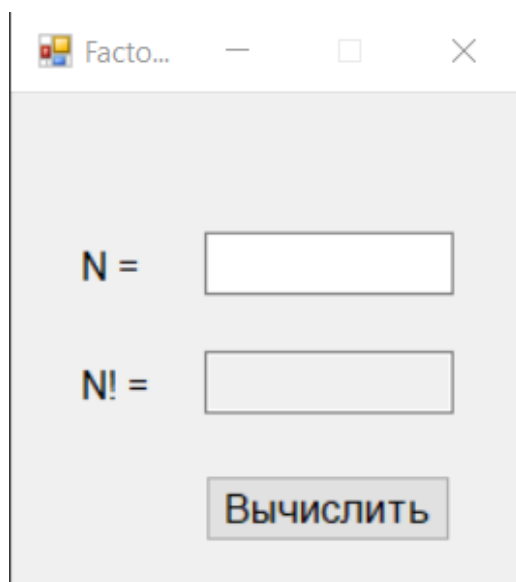 Facto...
N =
N! =
Вычислить